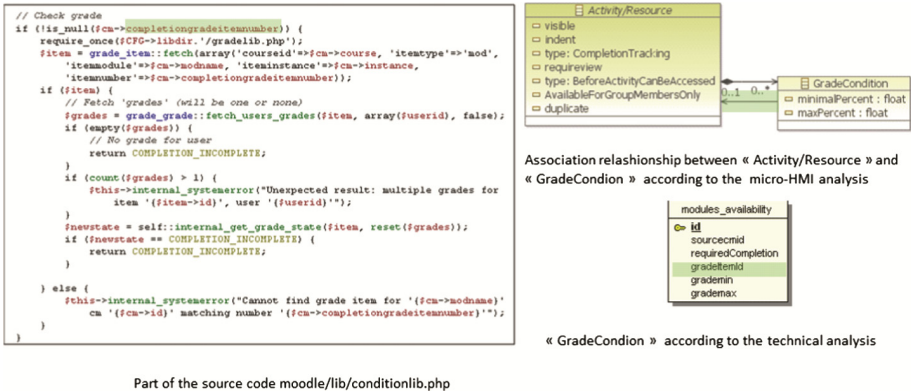 // Check grade
if (!is_null($cm->completiongradeitemnumber)) {
require_once($CFG->libdir.'/gradelib.php');
$item = grade_item::fetch(array('courseid'=>$cm->course, 'itemtype'=>'mod',
'itemmodule'=>$cm->modname, 'iteminstance'=>$cm->instance,
'itemnumber'=>$cm->completiongradeitemnumber));
if ($item) {
// Fetch 'grades' (will be one or none)
$grades = grade_grade::fetch_users_grades($item, array($userid), false);
if (empty($grades)) {
// No grade for user
return COMPLETION_INCOMPLETE;
}
if (count($grades) > 1) {
$this->internal_systemerror("Unexpected result: multiple grades for
item '{$item->id}', user '{$userid}'");
}
$newstate = self::internal_get_grade_state($item, reset($grades));
if ($newstate == COMPLETION_INCOMPLETE) {
return COMPLETION_INCOMPLETE;
}
} else {
$this->internal_systemerror("Cannot find grade item for '{$cm->modname}'
cm '{$cm->id}' matching number '{$cm->completiongradeitemnumber}'");
}
}
Part of the source code moodle/lib/conditionlib.php
Activity/Resource
visible
indent
type: CompletionTracking
requireview
type: BeforeActivityCanBeAccessed
AvailableForGroupMembersOnly
duplicate
0..1 0..*
GradeCondition
minimalPercent : float
maxPercent : float
Association relashionship between « Activity/Resource » and
« GradeCondion » according to the micro-HMI analysis
modules_availability
id
sourcecmid
requiredCompletion
gradeItemId
grademin
grademax
« GradeCondion » according to the technical analysis